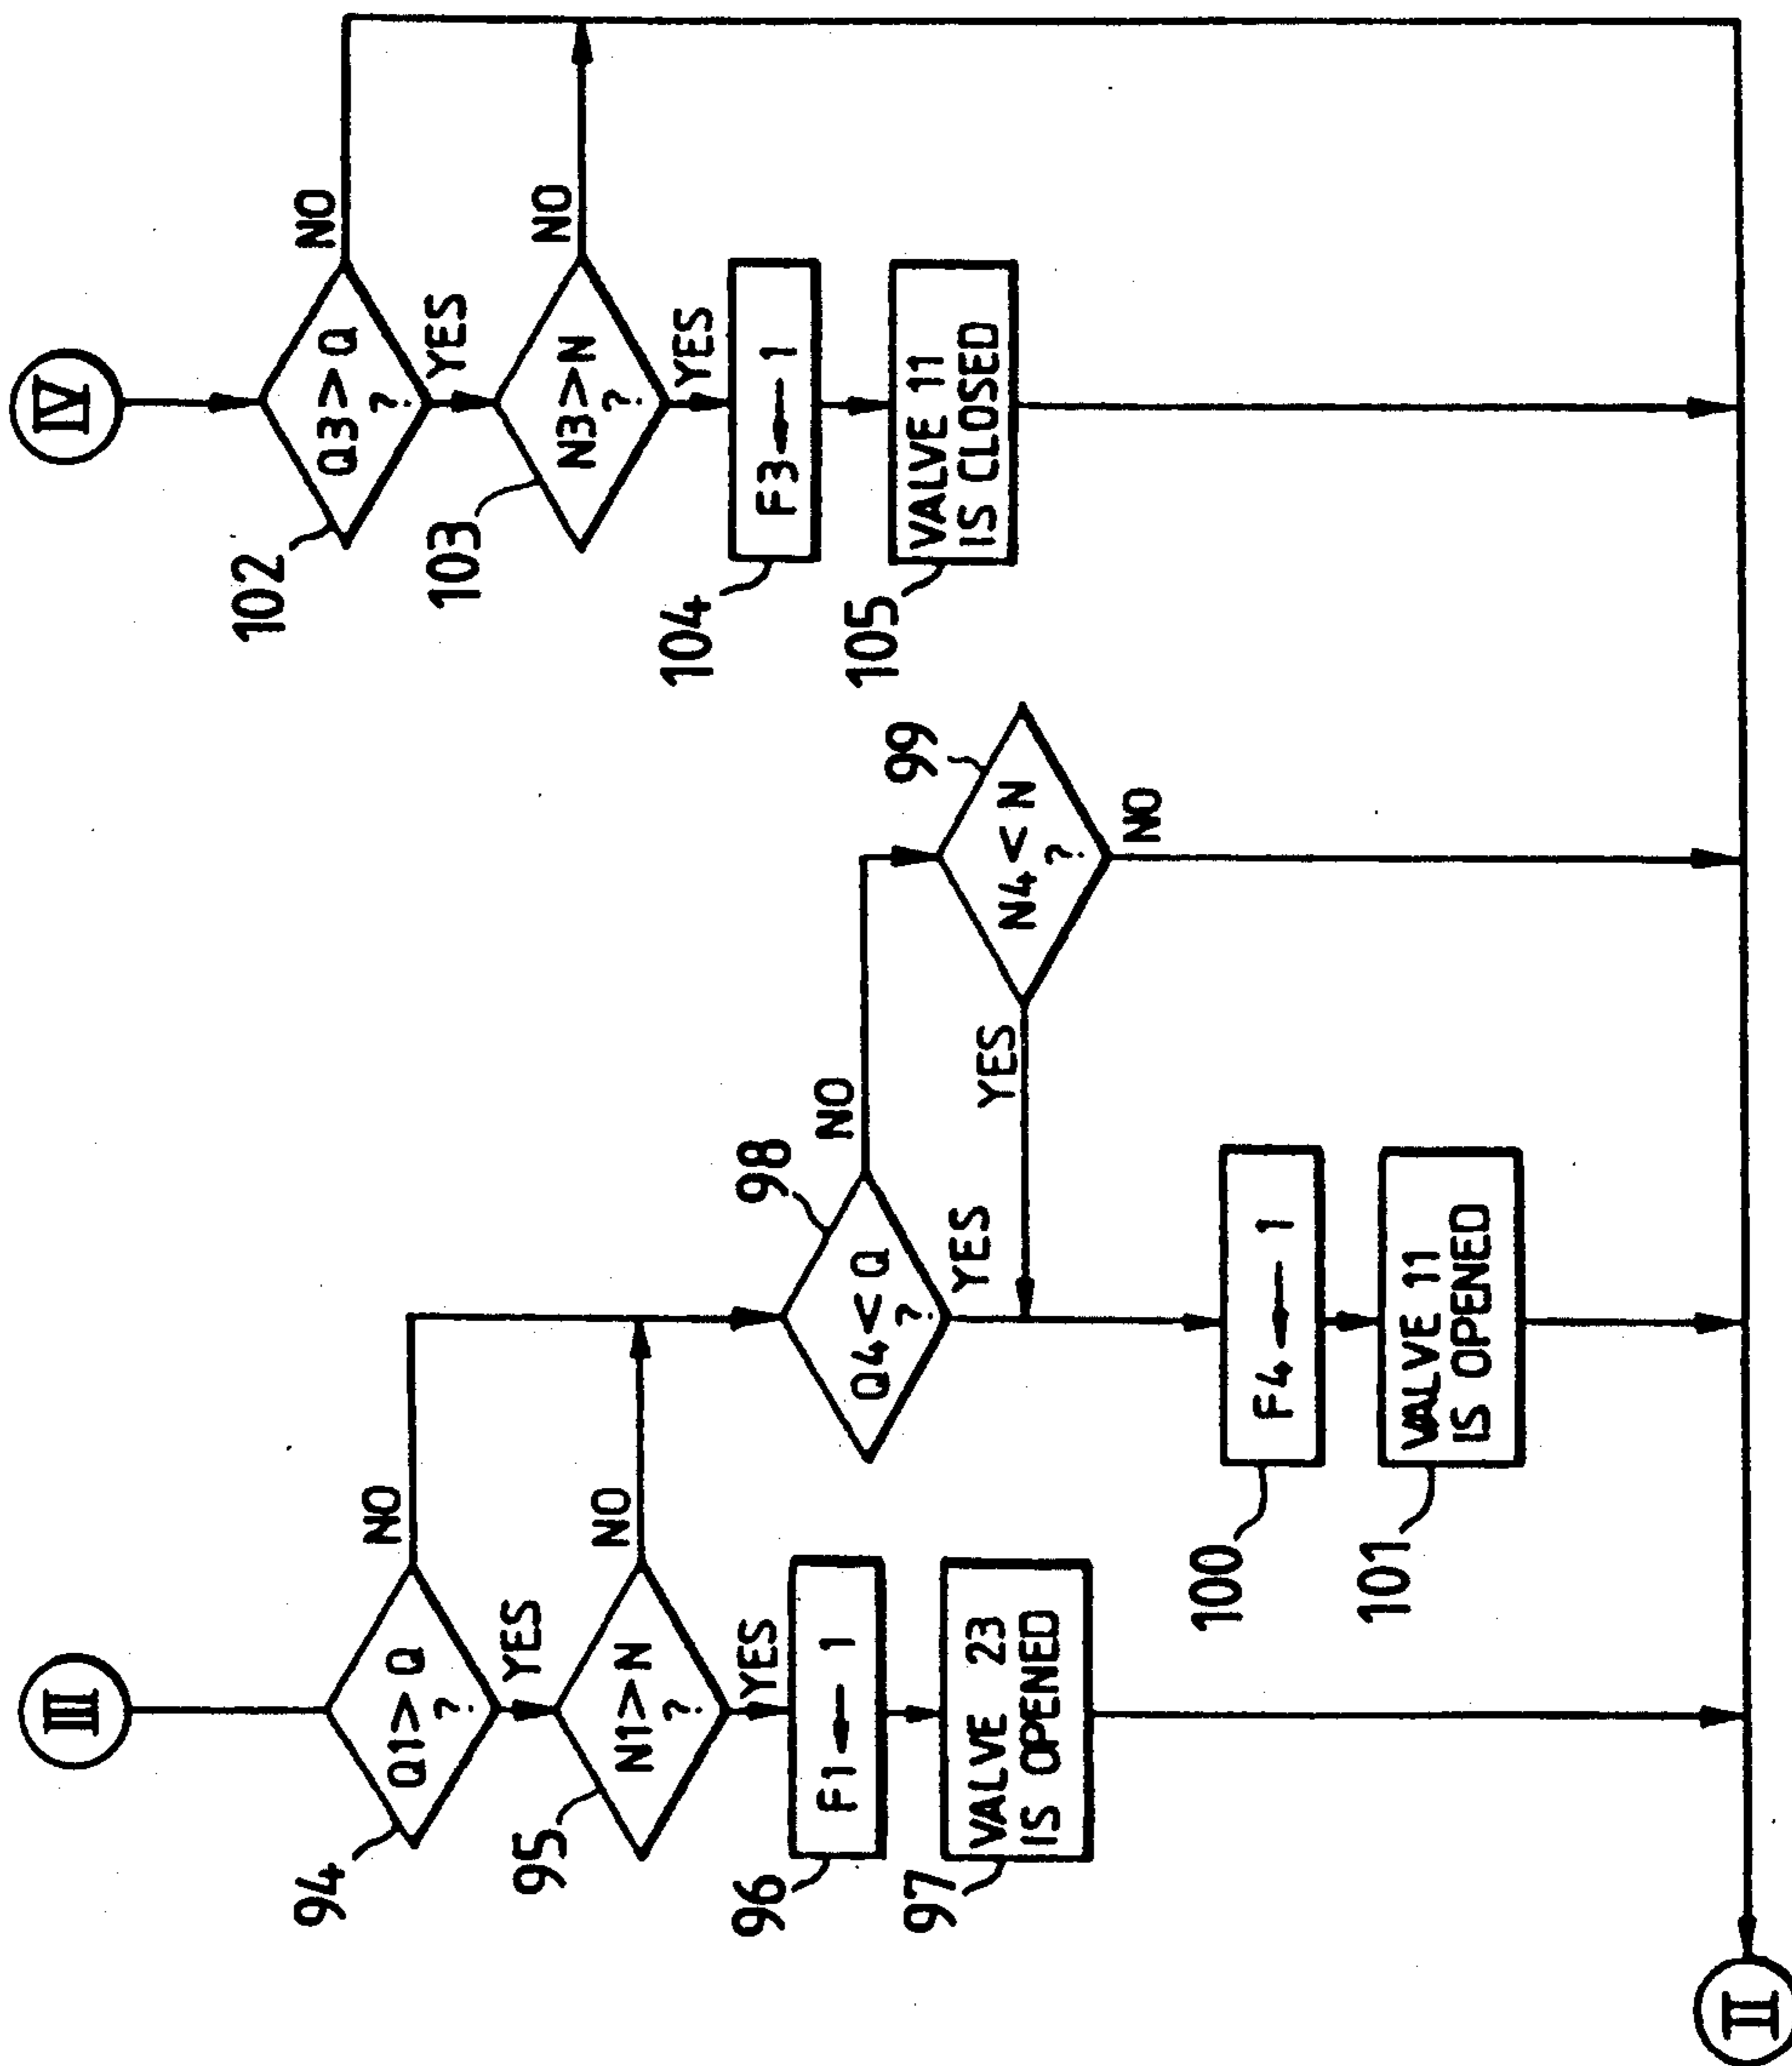 III
94
Q1>Q
?
NO
YES
95
N1>N
?
NO
YES
96
F1←1
97
VALVE 23
IS OPENED
98
Q4<Q
?
NO
YES
99
N4<N
?
YES
NO
100
F4←1
101
VALVE 11
IS OPENED
IV
102
Q3>Q
?
NO
YES
103
N3>N
?
NO
YES
104
F3←1
105
VALVE 11
IS CLOSED
II